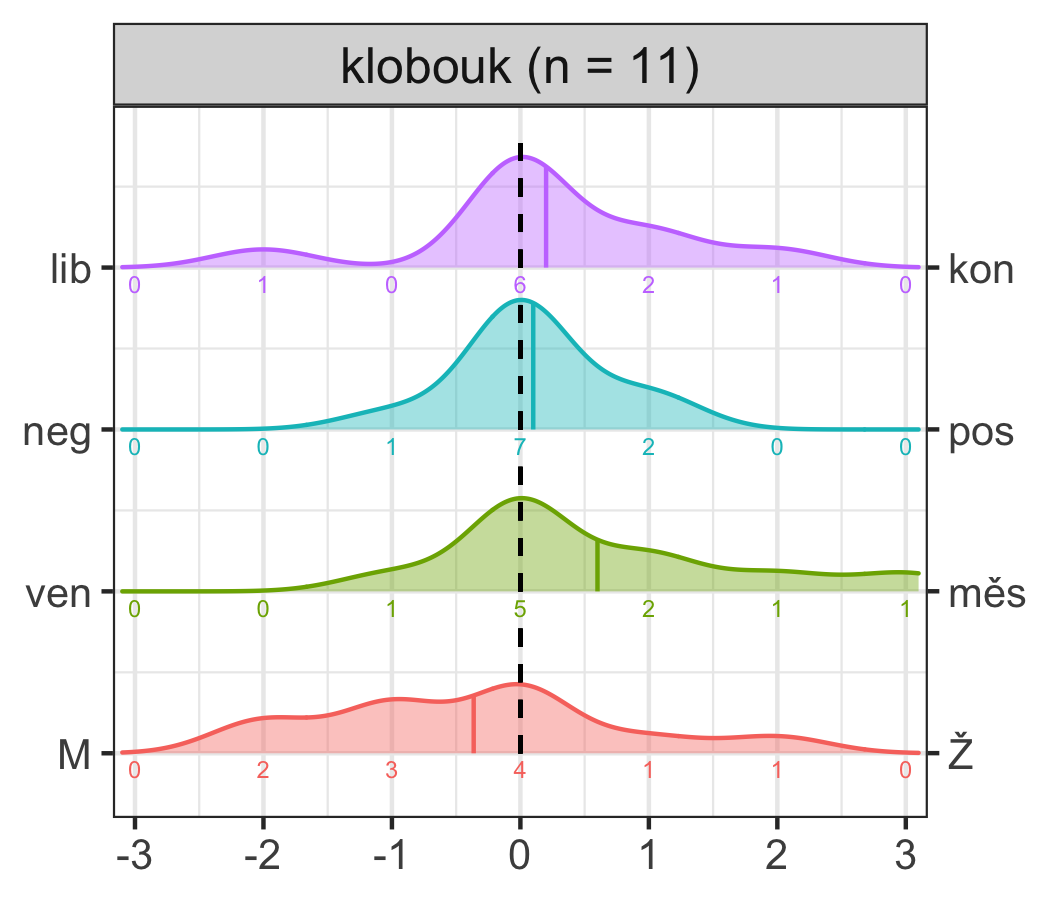 klobouk (n = 11)
lib kon
0 1 0 6 2 1 0
neg pos
0 0 1 7 2 0 0
ven měs
0 0 1 5 2 1 1
M Ž
0 2 3 4 1 1 0
-3 -2 -1 0 1 2 3